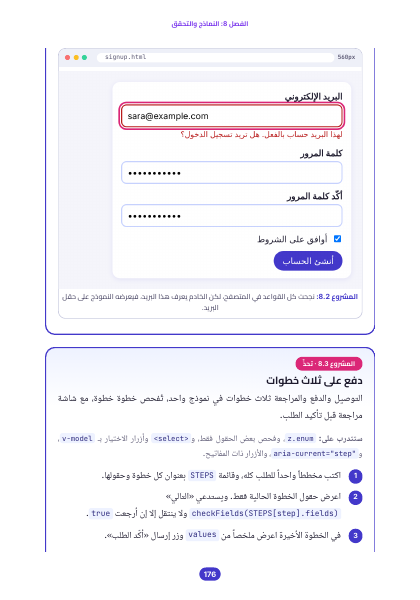 الفصل 8: النماذج والتحقق
signup.html
560px
البريد الإلكتروني
sara@example.com
لهذا البريد حساب بالفعل. هل تريد تسجيل الدخول؟
كلمة المرور
•••••••••••
أكّد كلمة المرور
•••••••••••
أوافق على الشروط
أنشئ الحساب
المشروع 8.2: نجحت كل القواعد في المتصفح، لكن الخادم يعرف هذا البريد، فيعرضه النموذج على حقل
البريد.
المشروع 8.3 · تحدٍّ
دفع على ثلاث خطوات
التوصيل والدفع والمراجعة ثلاث خطوات في نموذج واحد، تُفحص خطوة خطوة، مع شاشة
مراجعة قبل تأكيد الطلب.
ستتدرب على: z.enum، وفحص بعض الحقول فقط، و<select> وأزرار الاختيار بـ v-model
و aria-current="step"، والأزرار ذات المفاتيح.
1 اكتب مخططاً واحداً للطلب كله، وقائمة STEPS بعنوان كل خطوة وحقولها.
2 اعرض حقول الخطوة الحالية فقط. ويستدعي «التالي»
checkFields(STEPS[step].fields) ولا ينتقل إلا إن أرجعت true.
3 في الخطوة الأخيرة اعرض ملخصاً من values وزر إرسال «أكّد الطلب».
176